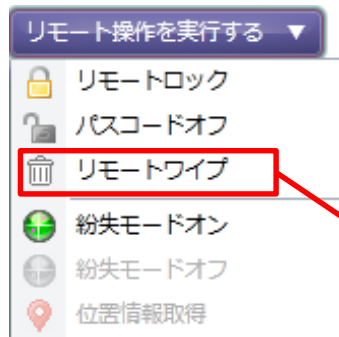 リモート操作を実行する ▼
リモートロック
パスコードオフ
リモートワイプ
紛失モードオン
紛失モードオフ
位置情報取得